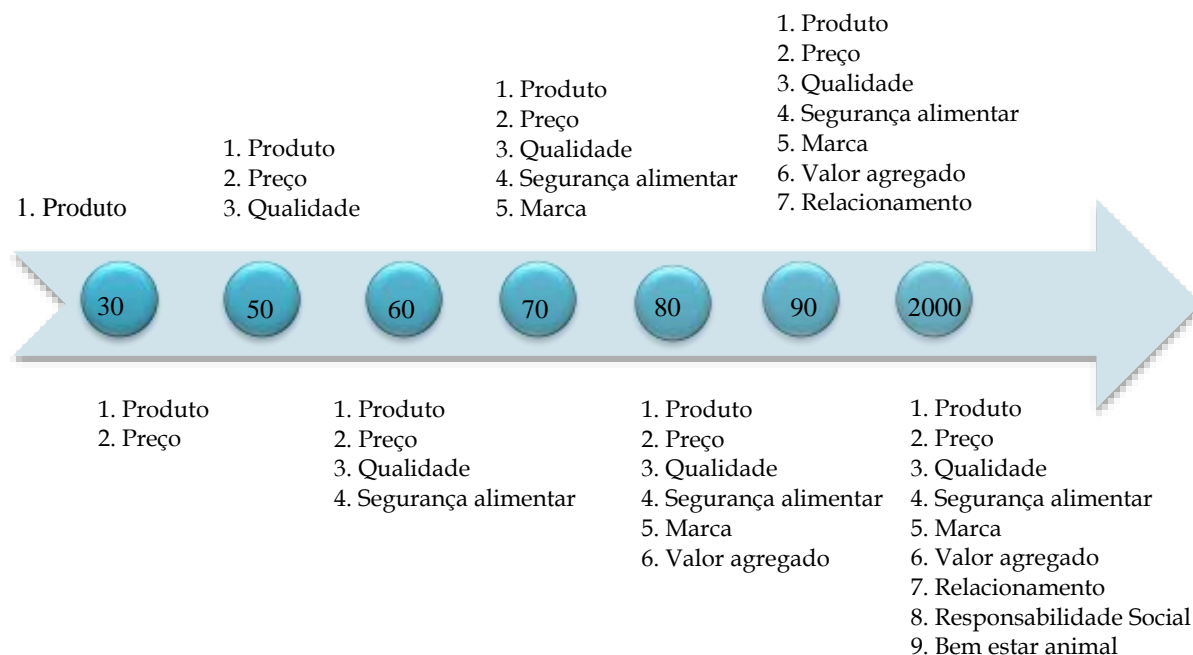 1. Produto
1. Produto
2. Preço
3. Qualidade
1. Produto
2. Preço
3. Qualidade
4. Segurança alimentar
5. Marca
1. Produto
2. Preço
3. Qualidade
4. Segurança alimentar
5. Marca
6. Valor agregado
7. Relacionamento
30
50
60
70
80
90
2000
1. Produto
2. Preço
1. Produto
2. Preço
3. Qualidade
4. Segurança alimentar
1. Produto
2. Preço
3. Qualidade
4. Segurança alimentar
5. Marca
6. Valor agregado
1. Produto
2. Preço
3. Qualidade
4. Segurança alimentar
5. Marca
6. Valor agregado
7. Relacionamento
8. Responsabilidade Social
9. Bem estar animal